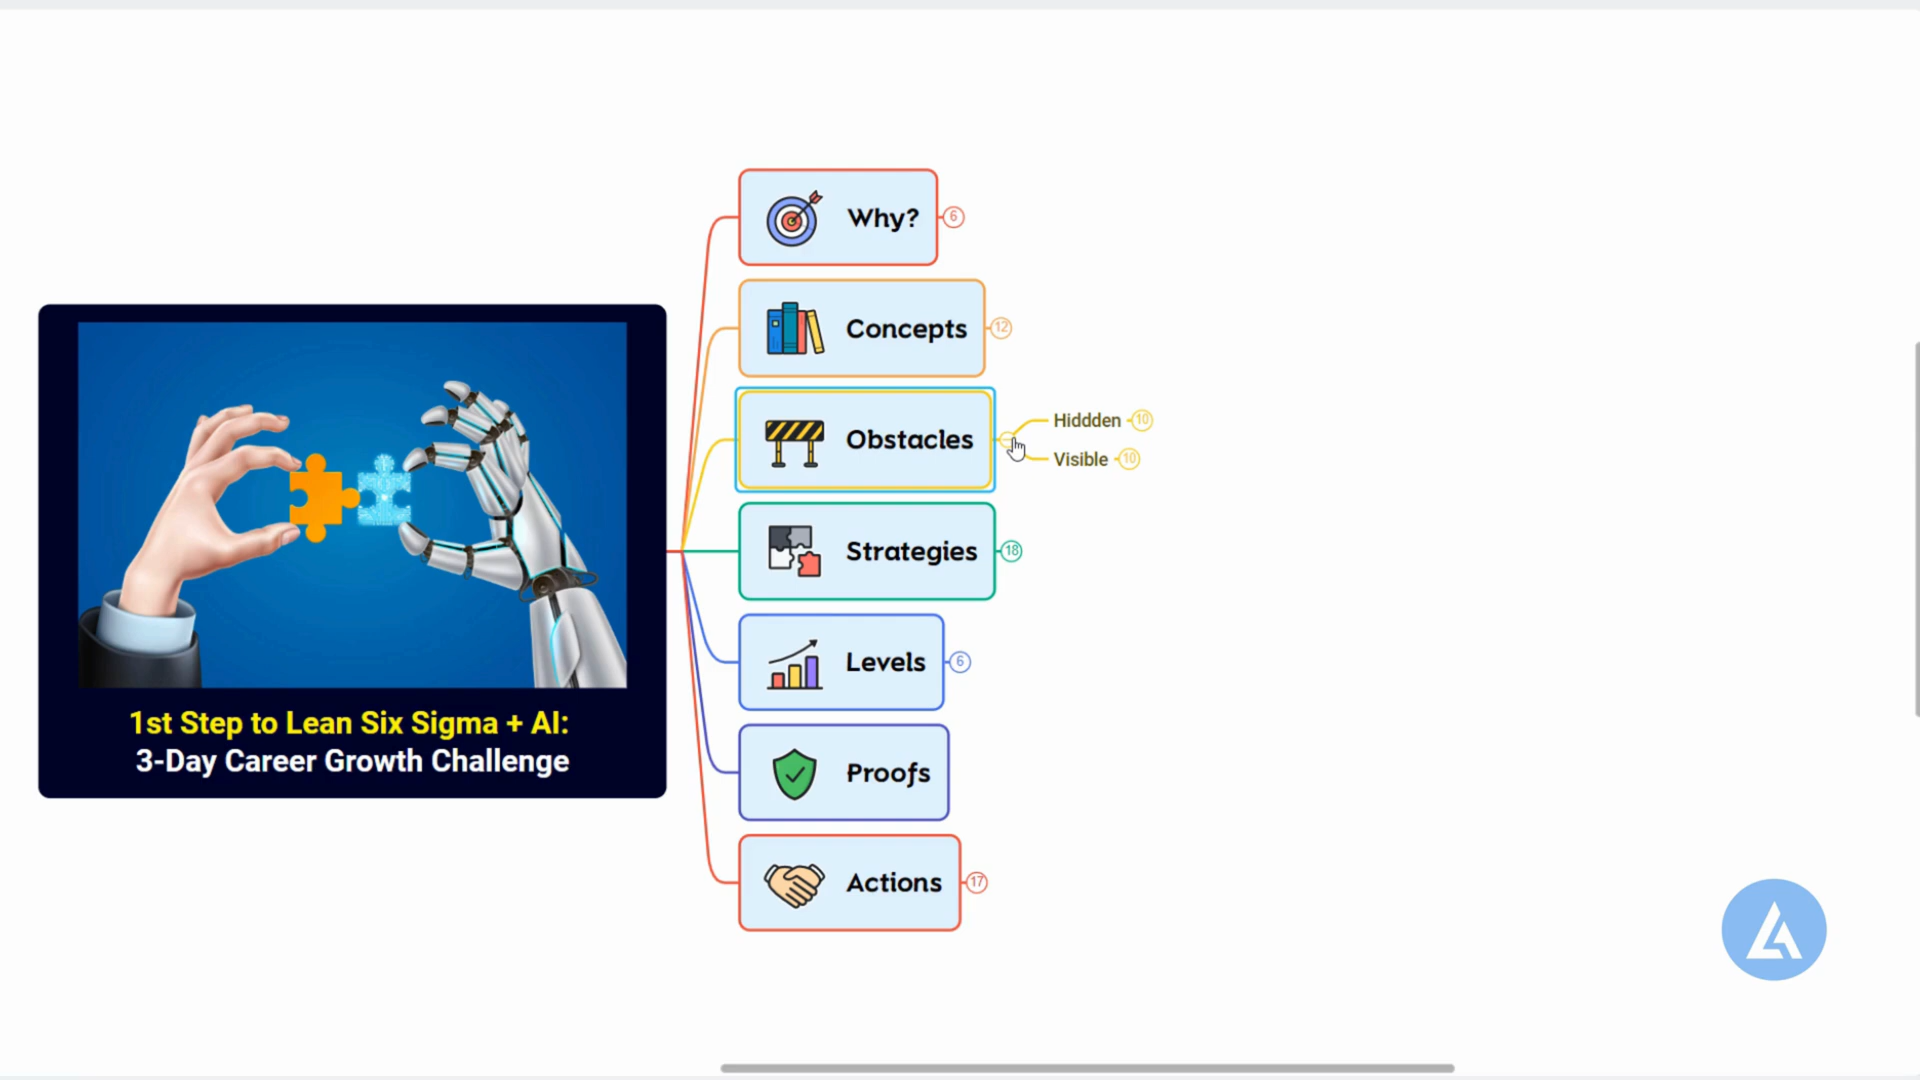 Why?
6
Concepts
12
Obstacles
Hiddden
10
Visible
10
Strategies
18
Levels
6
Proofs
Actions
17
1st Step to Lean Six Sigma + AI:
3-Day Career Growth Challenge